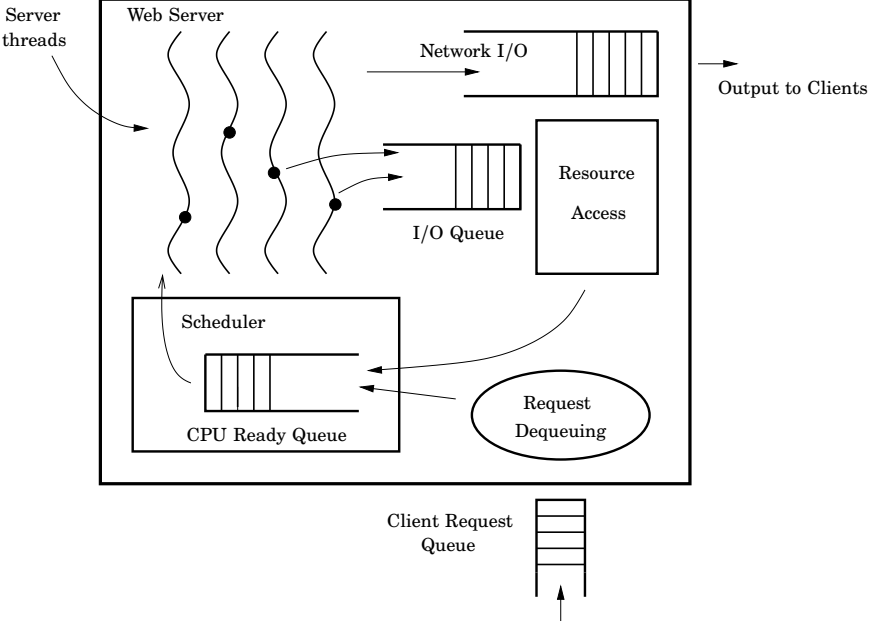 Server
threads
Web Server
Network I/O
Output to Clients
Resource
Access
I/O Queue
Scheduler
CPU Ready Queue
Request
Dequeuing
Client Request
Queue